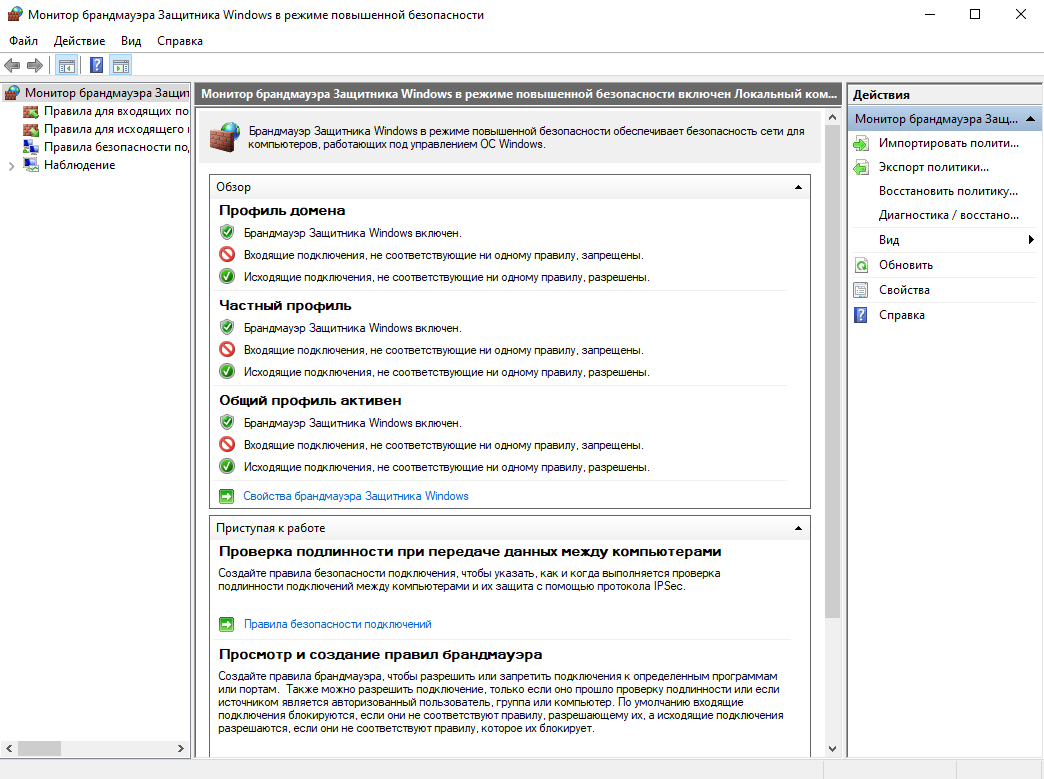 Монитор брандмауэра Защитника Windows в режиме повышенной безопасности
Файл Действие Вид Справка
Монитор брандмауэра Защит
Правила для входящих по
Правила для исходящего
Правила безопасности по
Наблюдение
Монитор брандмауэра Защитника Windows в режиме повышенной безопасности включен Локальный ком...
Брандмауэр Защитника Windows в режиме повышенной безопасности обеспечивает безопасность сети для
компьютеров, работающих под управлением ОС Windows.
Обзор
Профиль домена
Брандмауэр Защитника Windows включен.
Входящие подключения, не соответствующие ни одному правилу, запрещены.
Исходящие подключения, не соответствующие ни одному правилу, разрешены.
Частный профиль
Брандмауэр Защитника Windows включен.
Входящие подключения, не соответствующие ни одному правилу, запрещены.
Исходящие подключения, не соответствующие ни одному правилу, разрешены.
Общий профиль активен
Брандмауэр Защитника Windows включен.
Входящие подключения, не соответствующие ни одному правилу, запрещены.
Исходящие подключения, не соответствующие ни одному правилу, разрешены.
Свойства брандмауэра Защитника Windows
Приступая к работе
Проверка подлинности при передаче данных между компьютерами
Создайте правила безопасности подключения, чтобы указать, как и когда выполняется проверка
подлинности подключений между компьютерами и их защита с помощью протокола IPSec.
Правила безопасности подключений
Просмотр и создание правил брандмауэра
Создайте правила брандмауэра, чтобы разрешить или запретить подключения к определенным программам
или портам. Также можно разрешить подключение, только если оно прошло проверку подлинности или если
источником является авторизованный пользователь, группа или компьютер. По умолчанию входящие
подключения блокируются, если они не соответствуют правилу, разрешающему их, а исходящие подключения
разрешаются, если они не соответствуют правилу, которое их блокирует.
Действия
Монитор брандмауэра Защ...
Импортировать полити...
Экспорт политики...
Восстановить политику...
Диагностика / восстано...
Вид
Обновить
Свойства
Справка